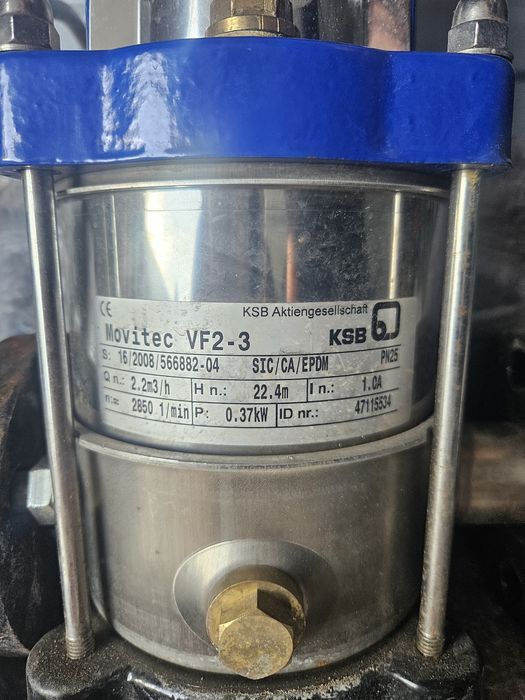 CE KSB Aktiengesellschaft
Movitec VF2-3 KSB
S: 16/2008/566882-04 SIC/CA/EPDM PN25
Q n.: 2.2m3/h H n.: 22.4m I n.: 1.0A
n:= 2850 1/min P: 0.37kW ID nr.: 47115534